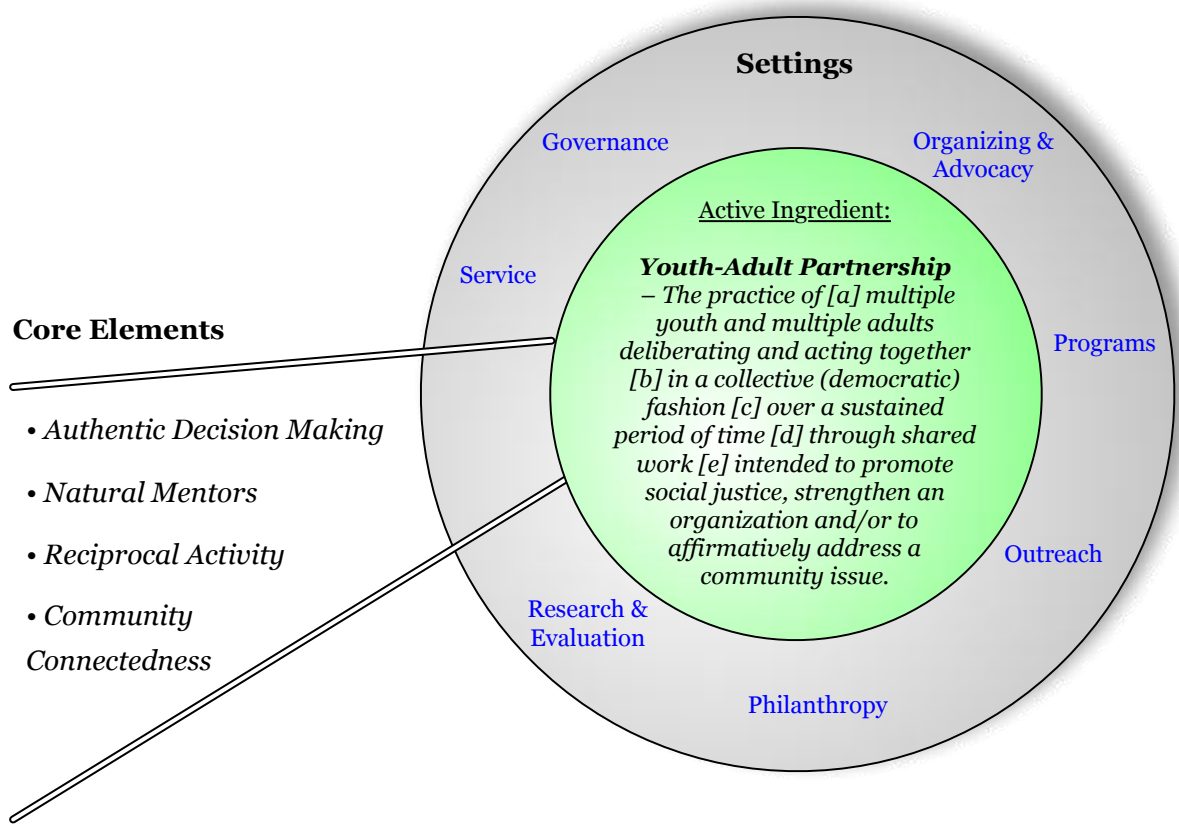 Settings
Governance
Organizing &
Advocacy
Service
Programs
Outreach
Research &
Evaluation
Philanthropy
Active Ingredient:
Youth-Adult Partnership
– The practice of [a] multiple
youth and multiple adults
deliberating and acting together
[b] in a collective (democratic)
fashion [c] over a sustained
period of time [d] through shared
work [e] intended to promote
social justice, strengthen an
organization and/or to
affirmatively address a
community issue.
Core Elements
• Authentic Decision Making
• Natural Mentors
• Reciprocal Activity
• Community
Connectedness